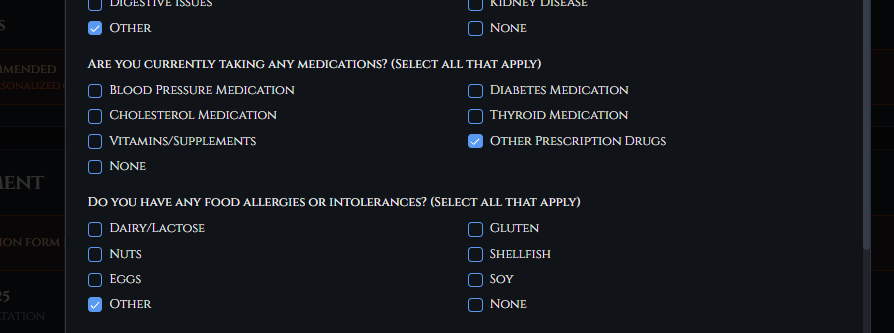 Digestive Issues
Kidney Disease
Other
None
Are you currently taking any medications? (Select all that apply)
Blood Pressure Medication
Diabetes Medication
Cholesterol Medication
Thyroid Medication
Vitamins/Supplements
Other Prescription Drugs
None
Do you have any food allergies or intolerances? (Select all that apply)
Dairy/Lactose
Gluten
Nuts
Shellfish
Eggs
Soy
Other
None
MMENDED
RSONALIZED
MENT
ION FORM
25
TATION